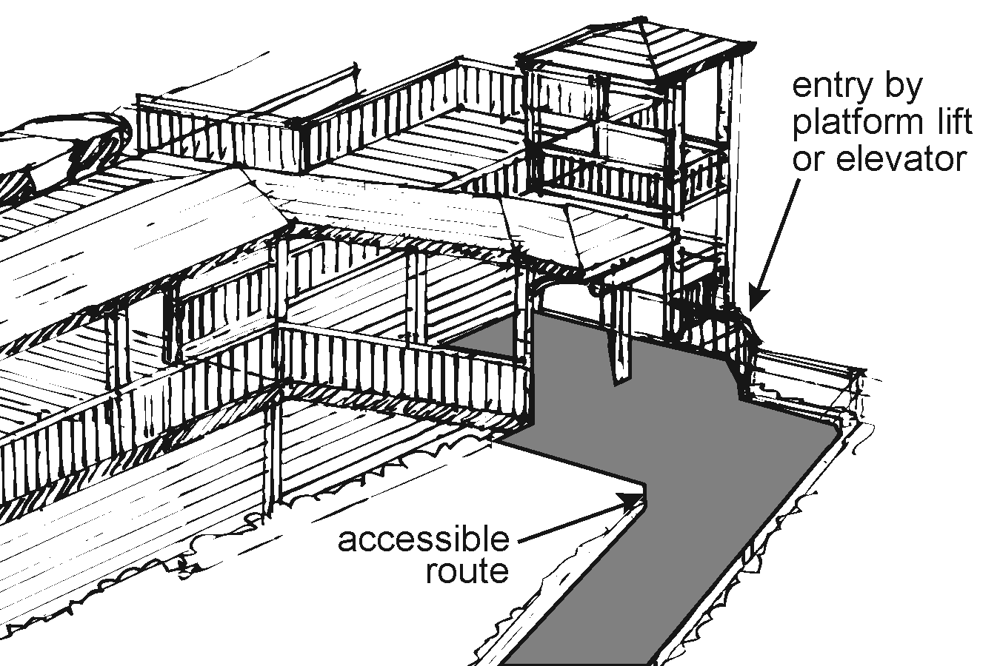 entry by
platform lift
or elevator
accessible
route